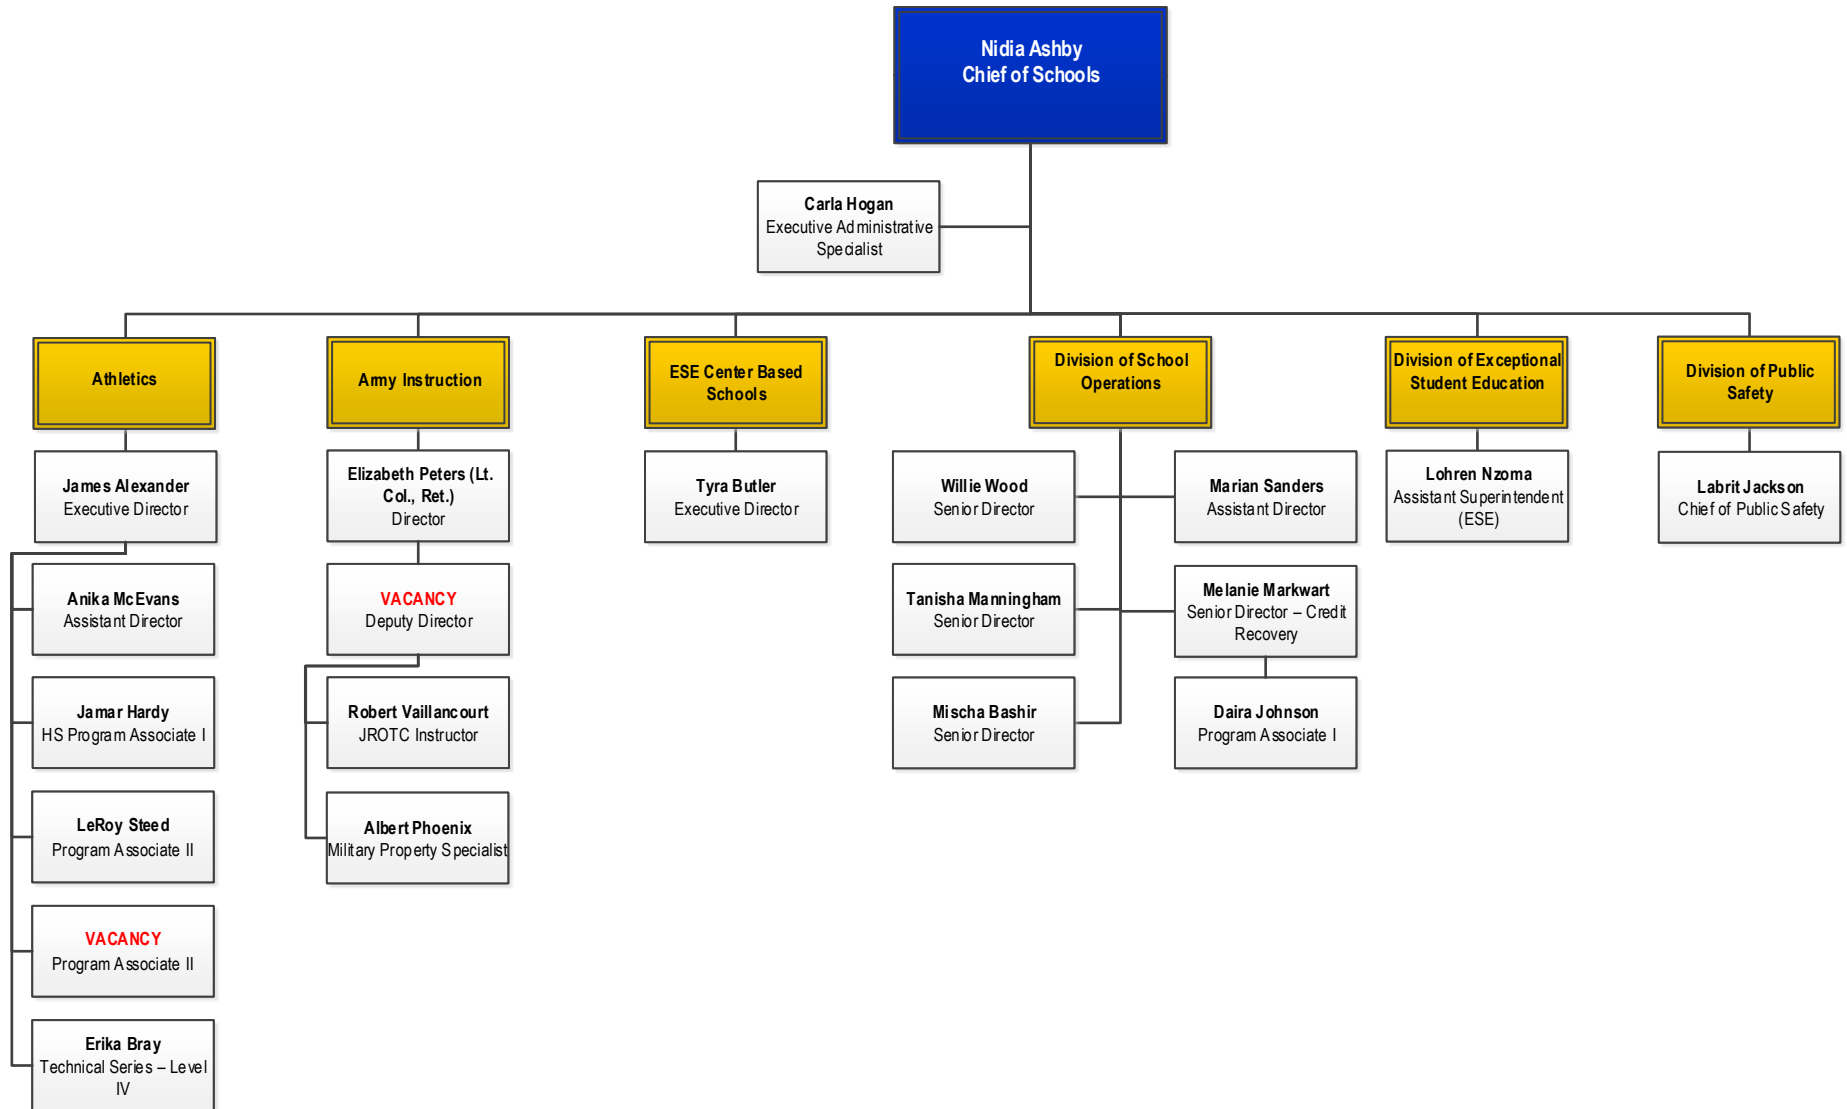 Nidia Ashby
Chief of Schools
Carla Hogan
Executive Administrative
Specialist
Athletics
Army Instruction
ESE Center Based
Schools
Division of School
Operations
Division of Exceptional
Student Education
Division of Public
Safety
James Alexander
Executive Director
Elizabeth Peters (Lt.
Col., Ret.)
Director
Tyra Butler
Executive Director
Willie Wood
Senior Director
Marian Sanders
Assistant Director
Lohren Nzoma
Assistant Superintendent
(ESE)
Labrit Jackson
Chief of Public Safety
Anika McEvans
Assistant Director
VACANCY
Deputy Director
Tanisha Manningham
Senior Director
Melanie Markwart
Senior Director – Credit
Recovery
Jamar Hardy
HS Program Associate I
Robert Vaillancourt
JROTC Instructor
Mischa Bashir
Senior Director
Daira Johnson
Program Associate I
LeRoy Steed
Program Associate II
Albert Phoenix
Military Property Specialist
VACANCY
Program Associate II
Erika Bray
Technical Series – Level
IV